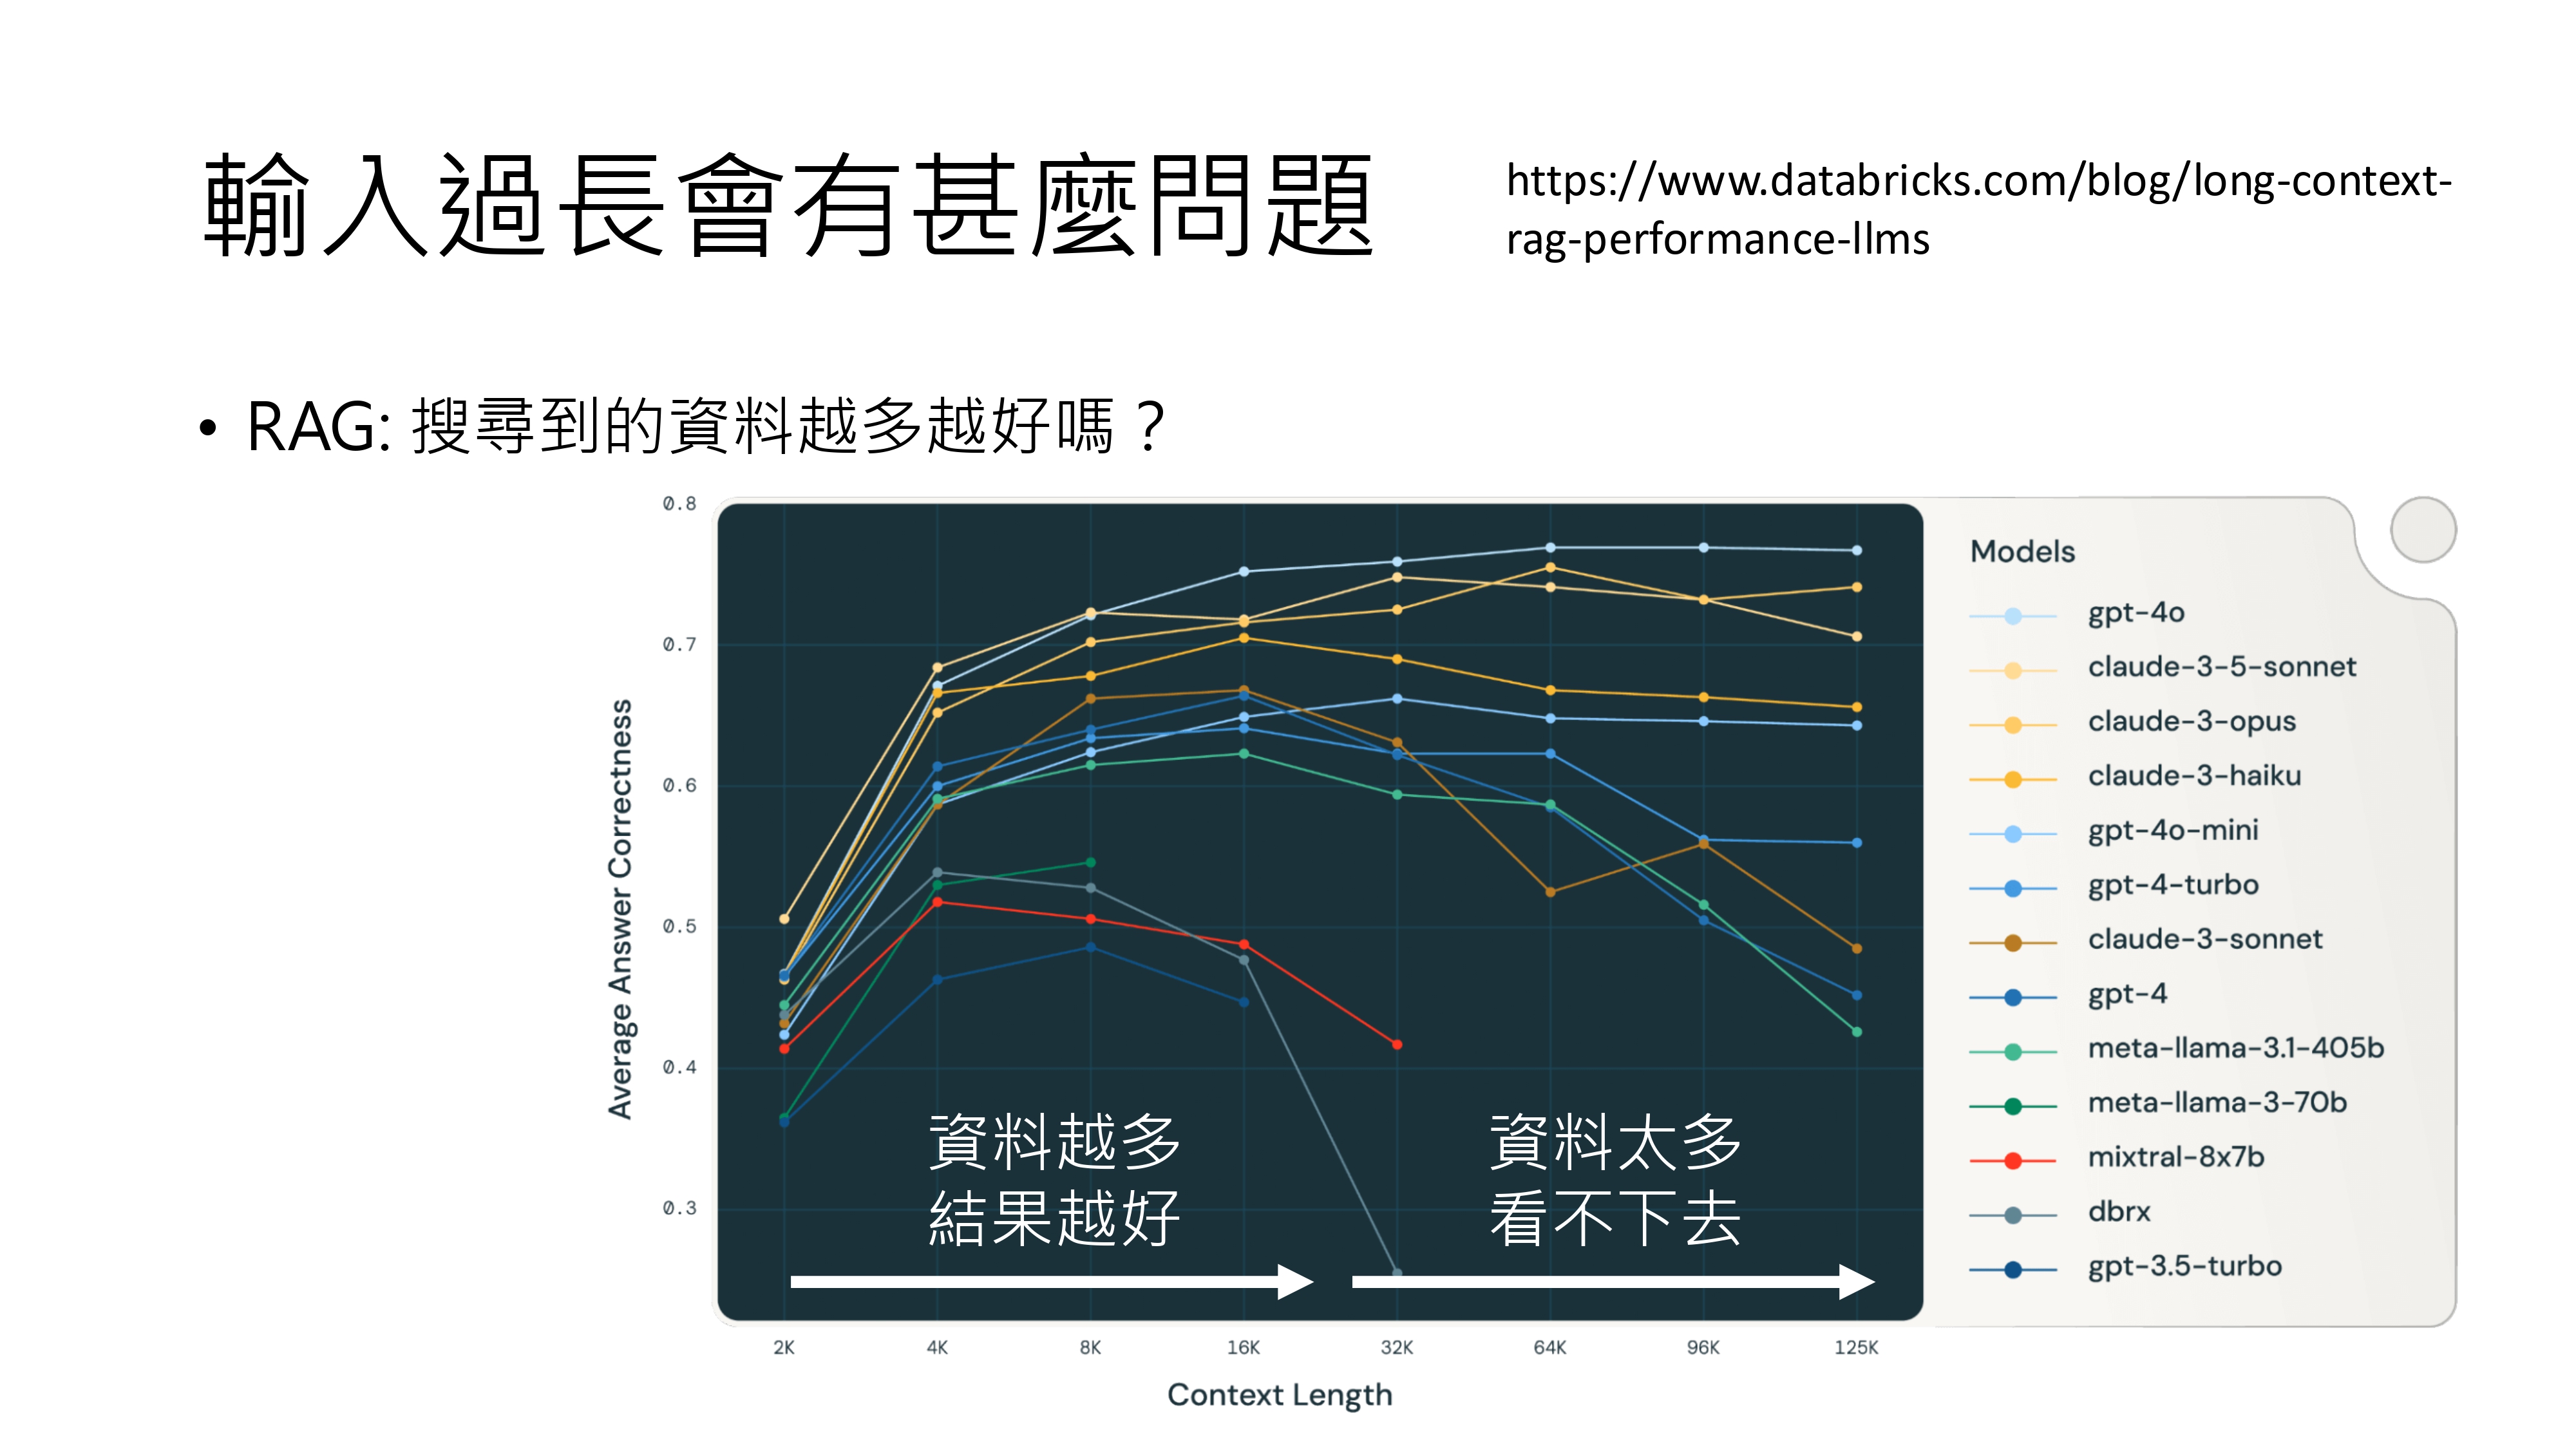 輸入過長會有甚麼問題
https://www.databricks.com/blog/long-context-
rag-performance-llms
• RAG: 搜尋到的資料越多越好嗎？
0.8
0.7
0.6
0.5
0.4
0.3
Average Answer Correctness
資料越多
結果越好
資料太多
看不下去
2K
4K
8K
16K
32K
64K
96K
125K
Context Length
Models
gpt-4o
claude-3-5-sonnet
claude-3-opus
claude-3-haiku
gpt-4o-mini
gpt-4-turbo
claude-3-sonnet
gpt-4
meta-llama-3.1-405b
meta-llama-3-70b
mixtral-8x7b
dbrx
gpt-3.5-turbo